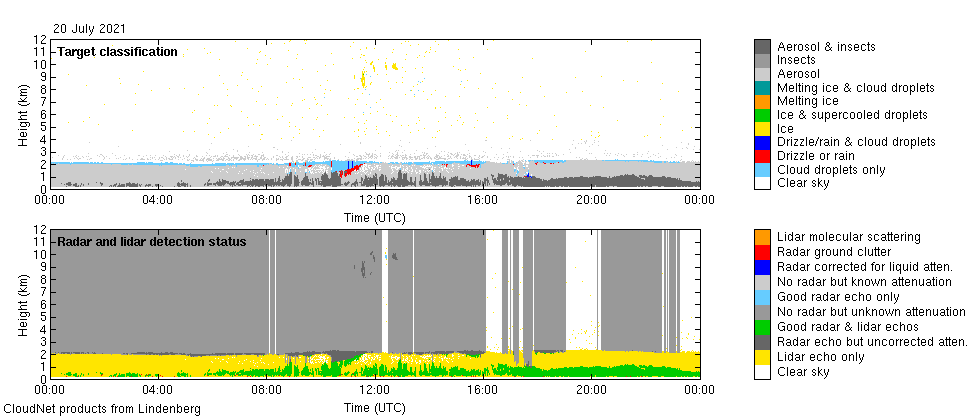 20 July 2021
Target classification
12
11
10
9
8
7
6
5
4
3
2
1
0
Height (km)
00:00 04:00 08:00 12:00 16:00 20:00 00:00
Time (UTC)
Aerosol & insects
Insects
Aerosol
Melting ice & cloud droplets
Melting ice
Ice & supercooled droplets
Ice
Drizzle/rain & cloud droplets
Drizzle or rain
Cloud droplets only
Clear sky
Radar and lidar detection status
12
11
10
9
8
7
6
5
4
3
2
1
0
Height (km)
00:00 04:00 08:00 12:00 16:00 20:00 00:00
Time (UTC)
Lidar molecular scattering
Radar ground clutter
Radar corrected for liquid atten.
No radar but known attenuation
Good radar echo only
No radar but unknown attenuation
Good radar & lidar echos
Radar echo but uncorrected atten.
Lidar echo only
Clear sky
CloudNet products from Lindenberg